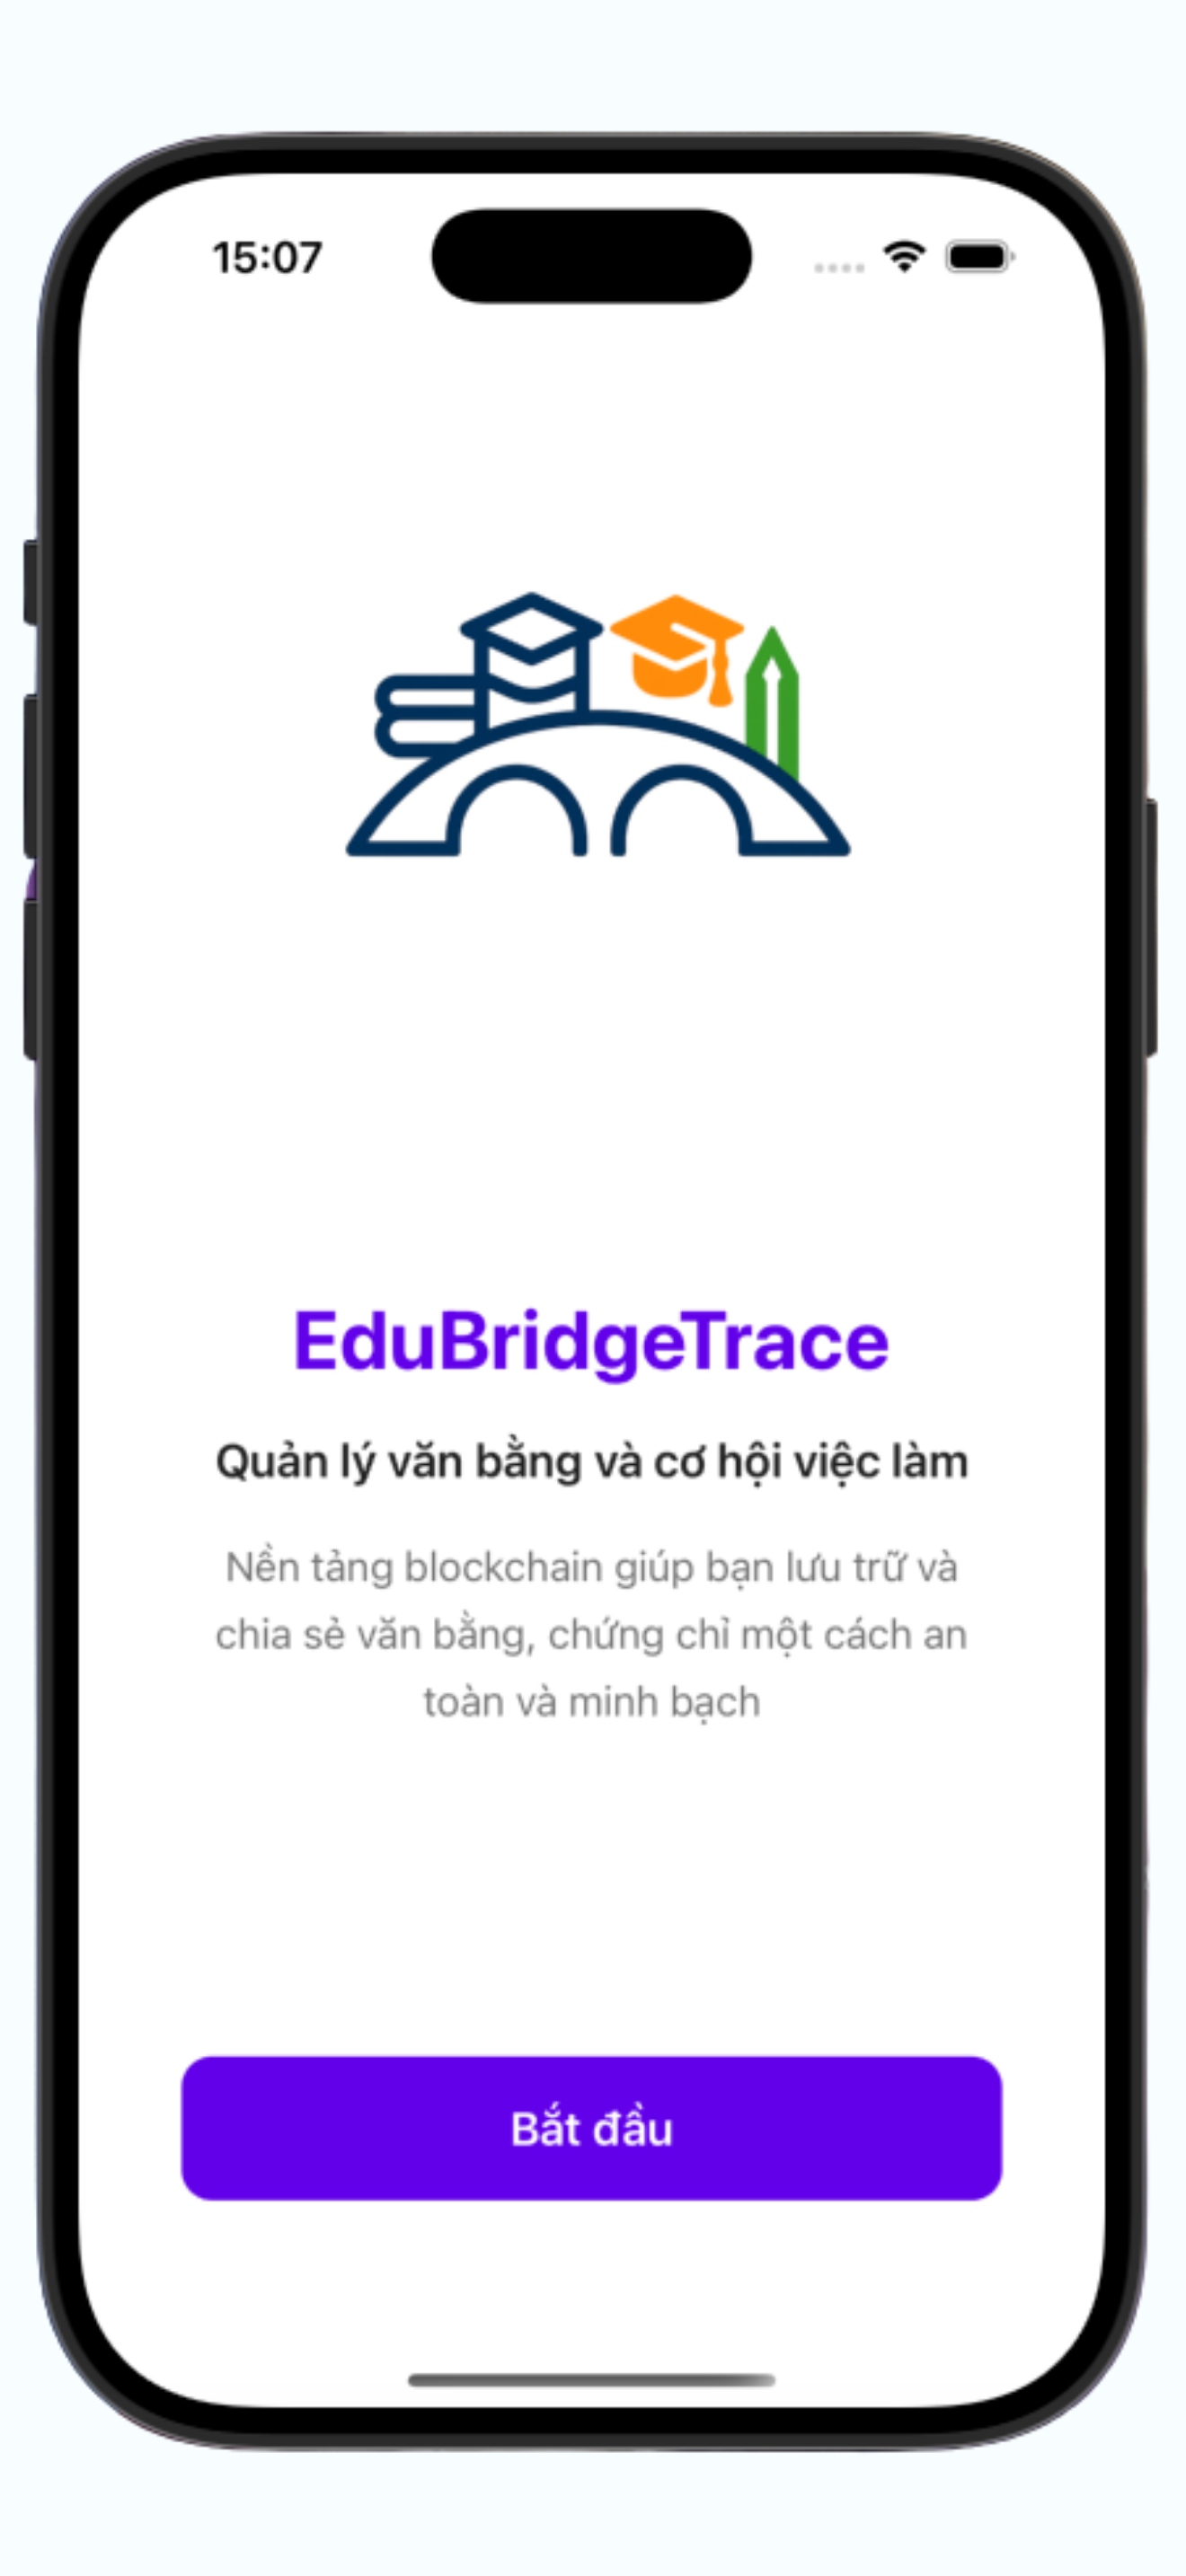 15:07
EduBridgeTrace
Quản lý văn bằng và cơ hội việc làm
Nền tảng blockchain giúp bạn lưu trữ và
chia sẻ văn bằng, chứng chỉ một cách an
toàn và minh bạch
Bắt đầu